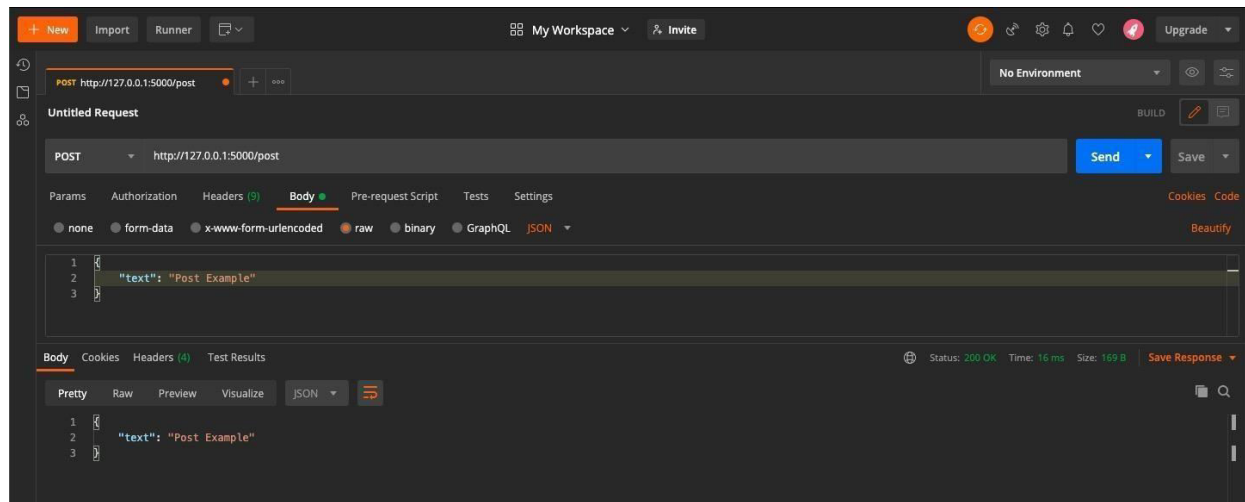 + New Import Runner My Workspace Invite Upgrade
POST http://127.0.0.1:5000/post + ooo No Environment
Untitled Request BUILD
POST http://127.0.0.1:5000/post Send Save
Params Authorization Headers (9) Body Pre-request Script Tests Settings Cookies Code
none form-data x-www-form-urlencoded raw binary GraphQL JSON Beautify
1 {
2 "text": "Post Example"
3 }
Body Cookies Headers (4) Test Results Status: 200 OK Time: 16 ms Size: 169 B Save Response
Pretty Raw Preview Visualize JSON
1 {
2 "text": "Post Example"
3 }